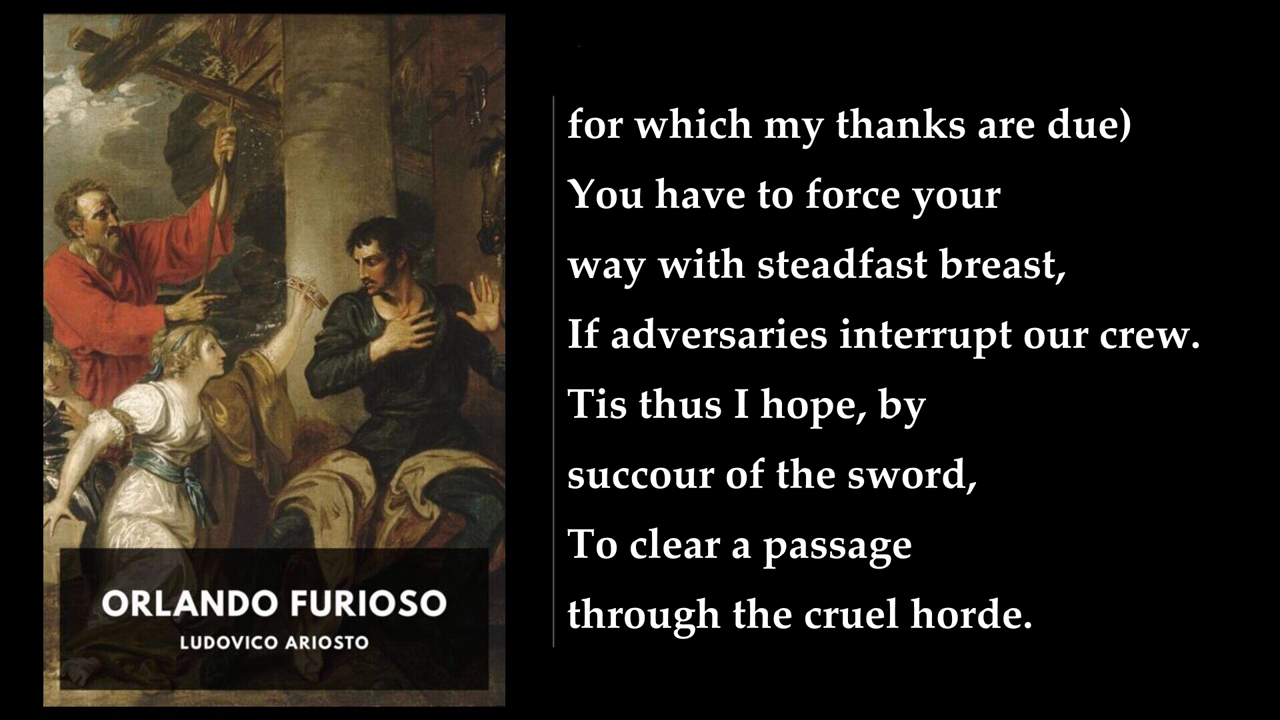 ORLANDO FURIOSO
LUDOVICO ARIOSTO
for which my thanks are due)
You have to force your
way with steadfast breast,
If adversaries interrupt our crew.
Tis thus I hope, by
succour of the sword,
To clear a passage
through the cruel horde.